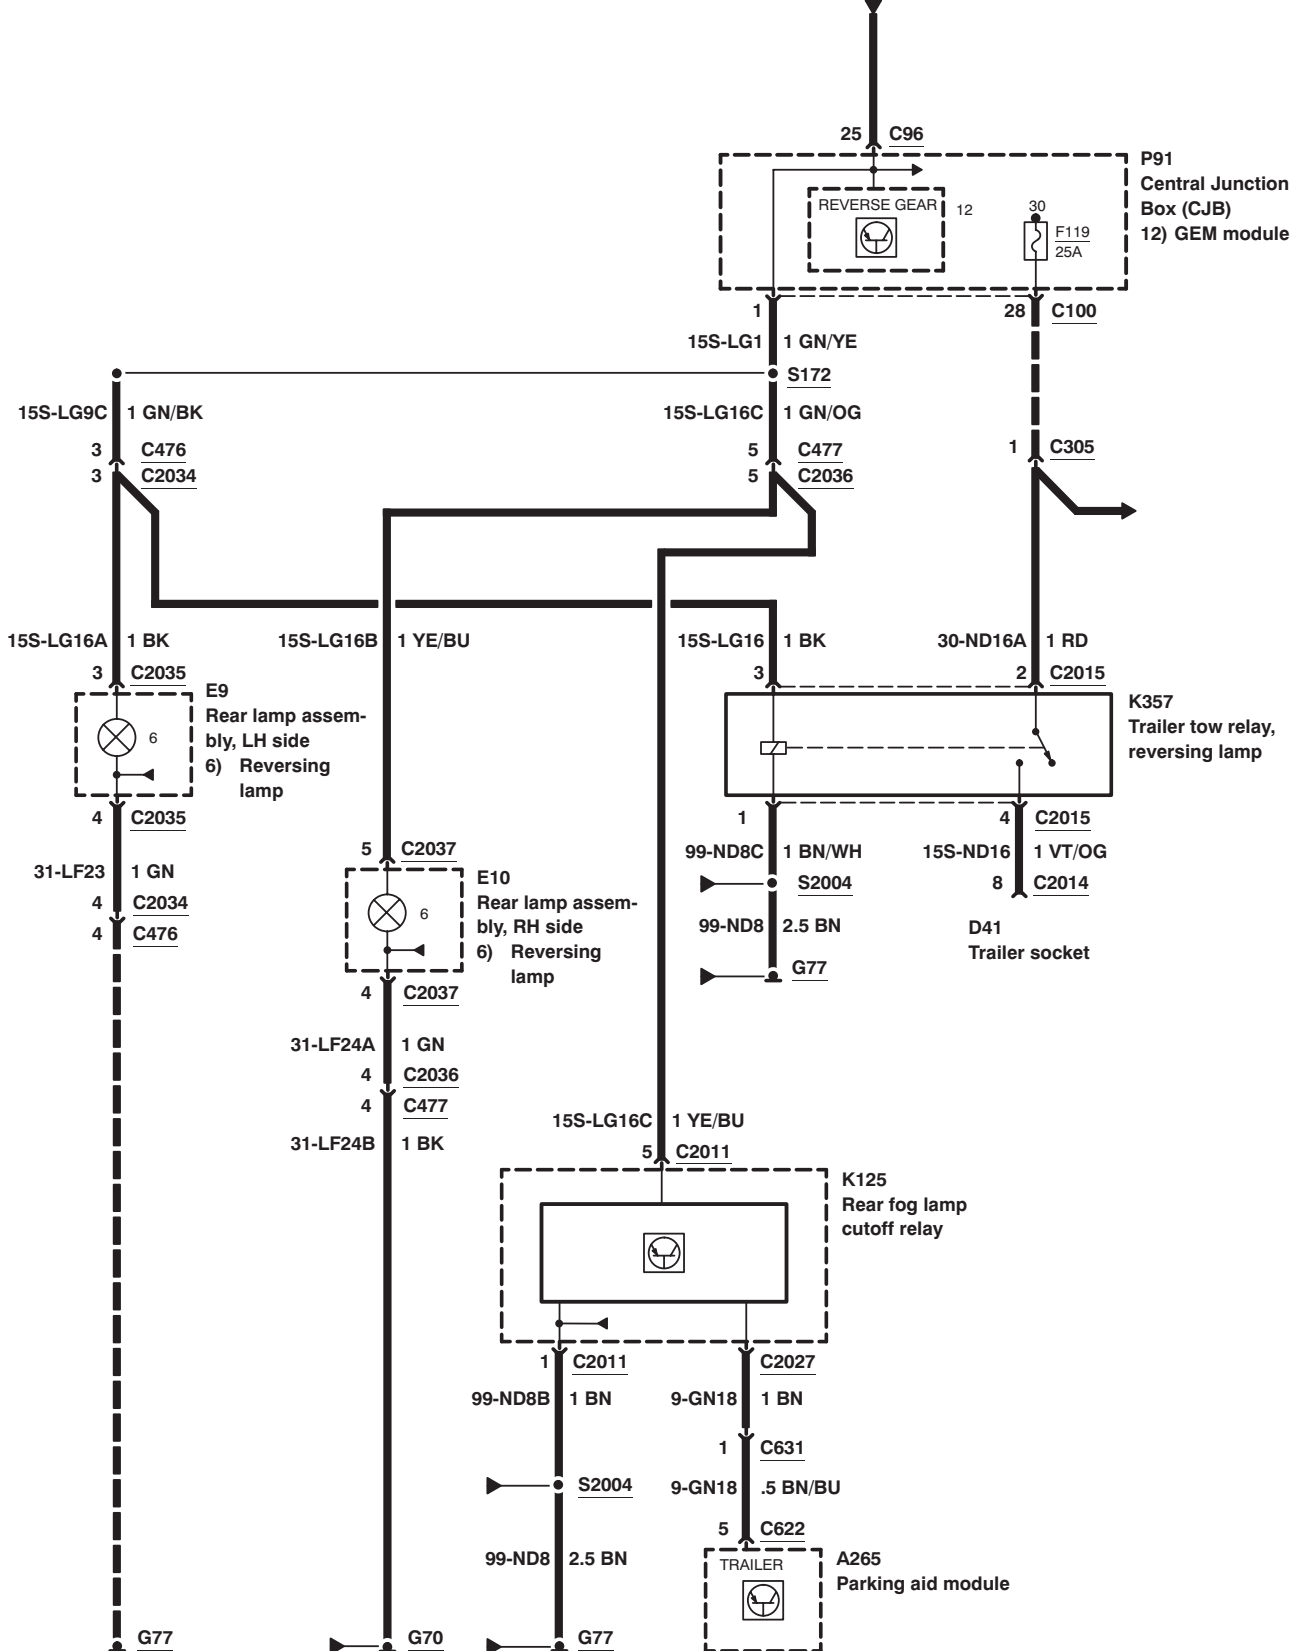 25 C96
P91
Central Junction
Box (CJB)
12) GEM module
REVERSE GEAR
12
30
F119
25A
1
28 C100
15S-LG1 1 GN/YE
S172
15S-LG9C 1 GN/BK
15S-LG16C 1 GN/OG
3 C476
5 C477
1 C305
3 C2034
5 C2036
15S-LG16A 1 BK
15S-LG16B 1 YE/BU
15S-LG16 1 BK
30-ND16A 1 RD
3 C2035
3
2 C2015
E9
Rear lamp assem-
bly, LH side
6) Reversing
lamp
6
K357
Trailer tow relay,
reversing lamp
4 C2035
1
4 C2015
31-LF23 1 GN
5 C2037
99-ND8C 1 BN/WH
15S-ND16 1 VT/OG
4 C2034
S2004
8 C2014
4 C476
E10
Rear lamp assem-
bly, RH side
6) Reversing
lamp
6
99-ND8 2.5 BN
D41
Trailer socket
G77
4 C2037
31-LF24A 1 GN
4 C2036
4 C477
31-LF24B 1 BK
15S-LG16C 1 YE/BU
5 C2011
K125
Rear fog lamp
cutoff relay
1 C2011
C2027
99-ND8B 1 BN
9-GN18 1 BN
1 C631
S2004
9-GN18 .5 BN/BU
5 C622
99-ND8 2.5 BN
TRAILER
A265
Parking aid module
G77
G70
G77